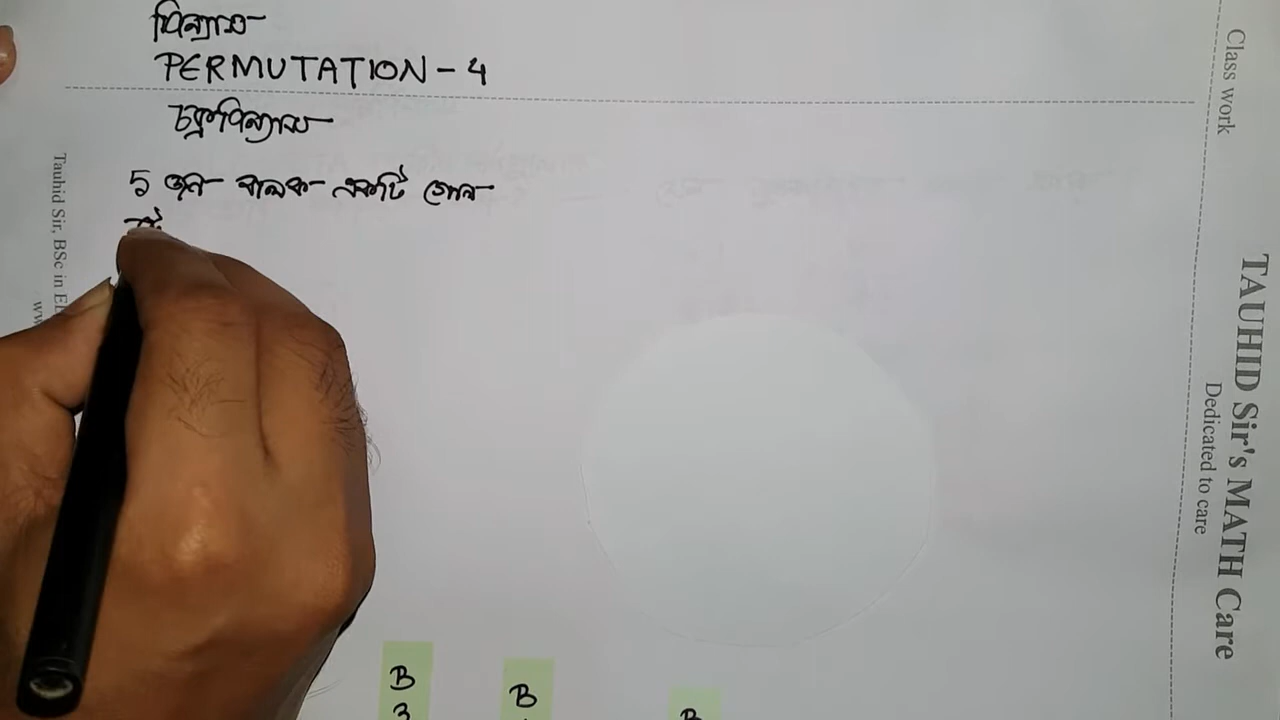 বিন্যাস
PERMUTATION - 4
চক্রবিন্যাস
5 জন বালক একটি গোল
Class work
TAUHID Sir's MATH Care
Dedicated to care
Tauhid Sir, BSc in
B
3
B
B